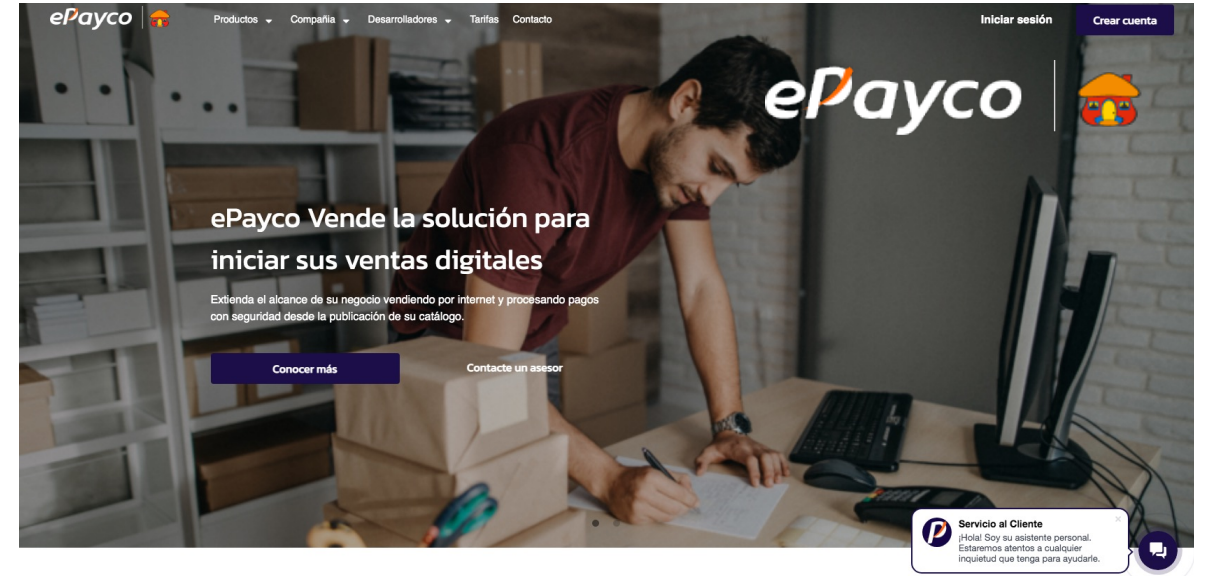 ePayco
Productos
Compañia
Desarrolladores
Tarifas
Contacto
Iniciar sesión
Crear cuenta
ePayco
ePayco Vende la solución para
iniciar sus ventas digitales
Extienda el alcance de su negocio vendiendo por internet y procesando pagos
con seguridad desde la publicación de su catálogo.
Conocer más
Contacte un asesor
Servicio al Cliente
¡Hola! Soy su asistente personal.
Estaremos atentos a cualquier
inquietud que tenga para ayudarle.